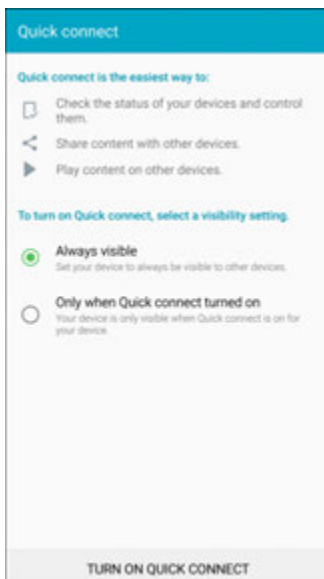 Quick connect
Quick connect is the easiest way to:
Check the status of your devices and control
them.
Share content with other devices.
Play content on other devices.
To turn on Quick connect, select a visibility setting.
Always visible
Set your device to always be visible to other devices.
Only when Quick connect turned on
Your device is only visible when Quick connect is on for
your device.
TURN ON QUICK CONNECT